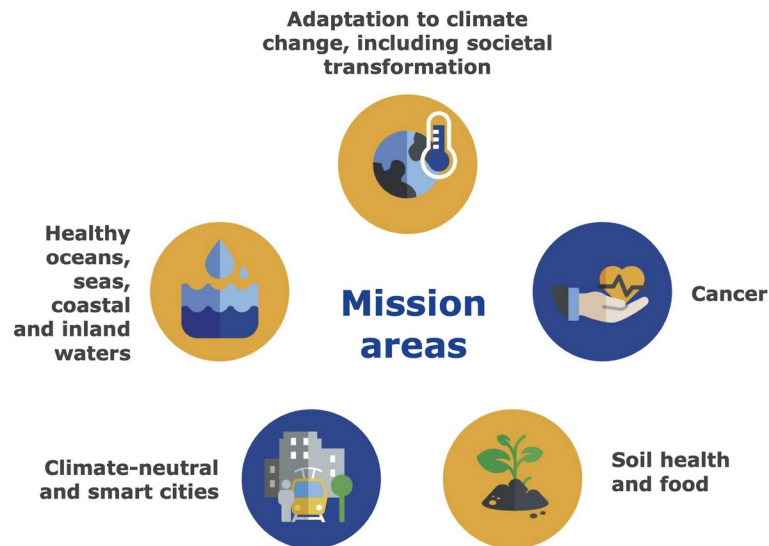 Adaptation to climate
change, including societal
transformation
Healthy
oceans,
seas,
coastal
and inland
waters
Mission
areas
Cancer
Climate-neutral
and smart cities
Soil health
and food